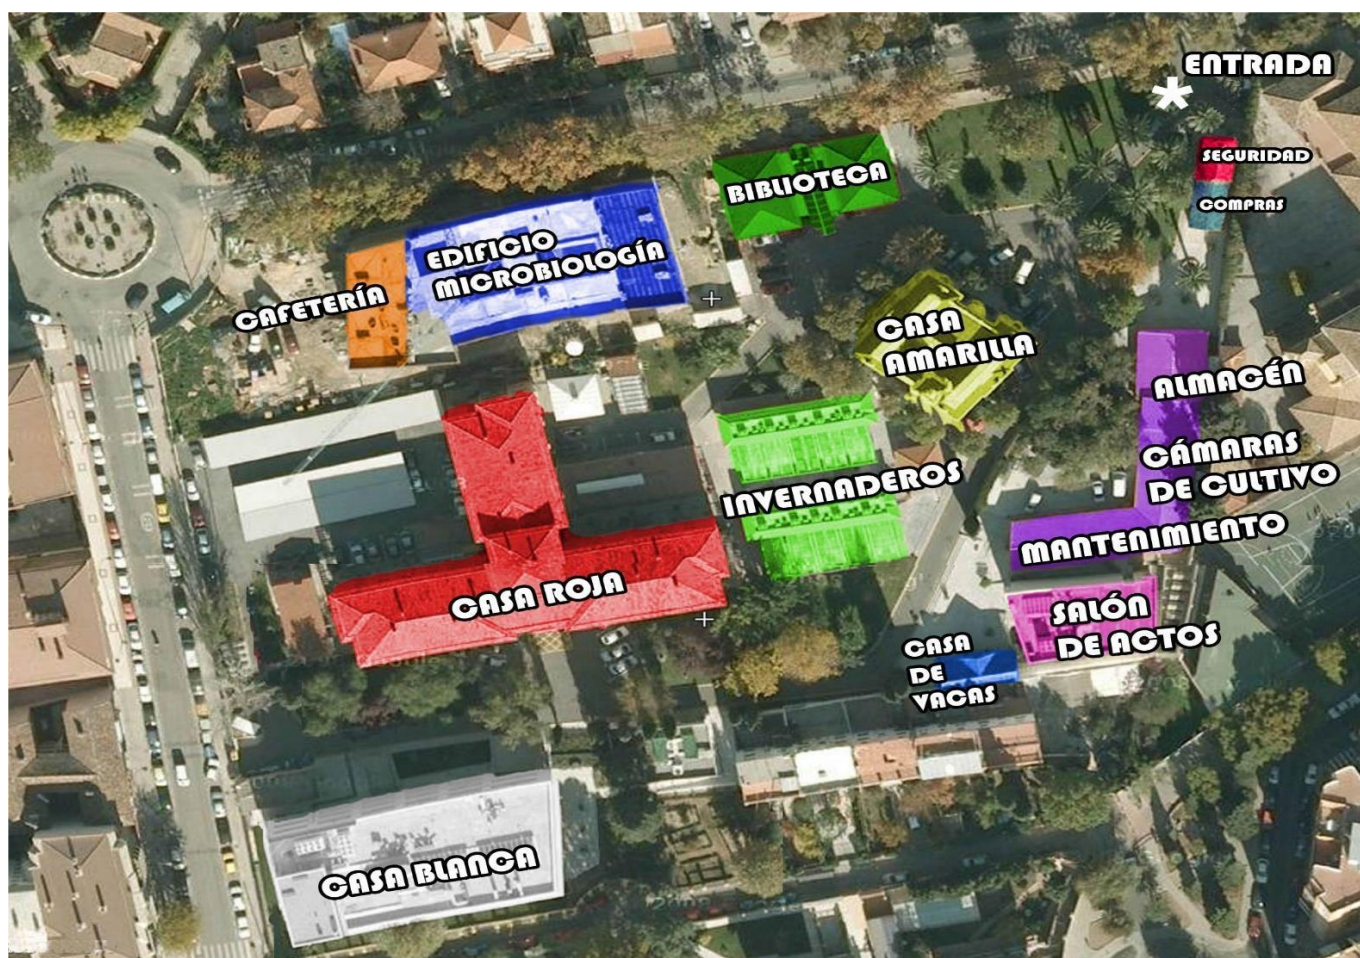 ENTRADA
SEGURIDAD
COMPRAS
BIBLIOTECA
EDIFICIO
MICROBIOLOGÍA
CAFETERÍA
CASA
AMARILLA
ALMACÉN
CÁMARAS
DE CULTIVO
MANTENIMIENTO
INVERNADEROS
CASA ROJA
SALÓN
DE ACTOS
CASA
DE
VACAS
CASA BLANCA